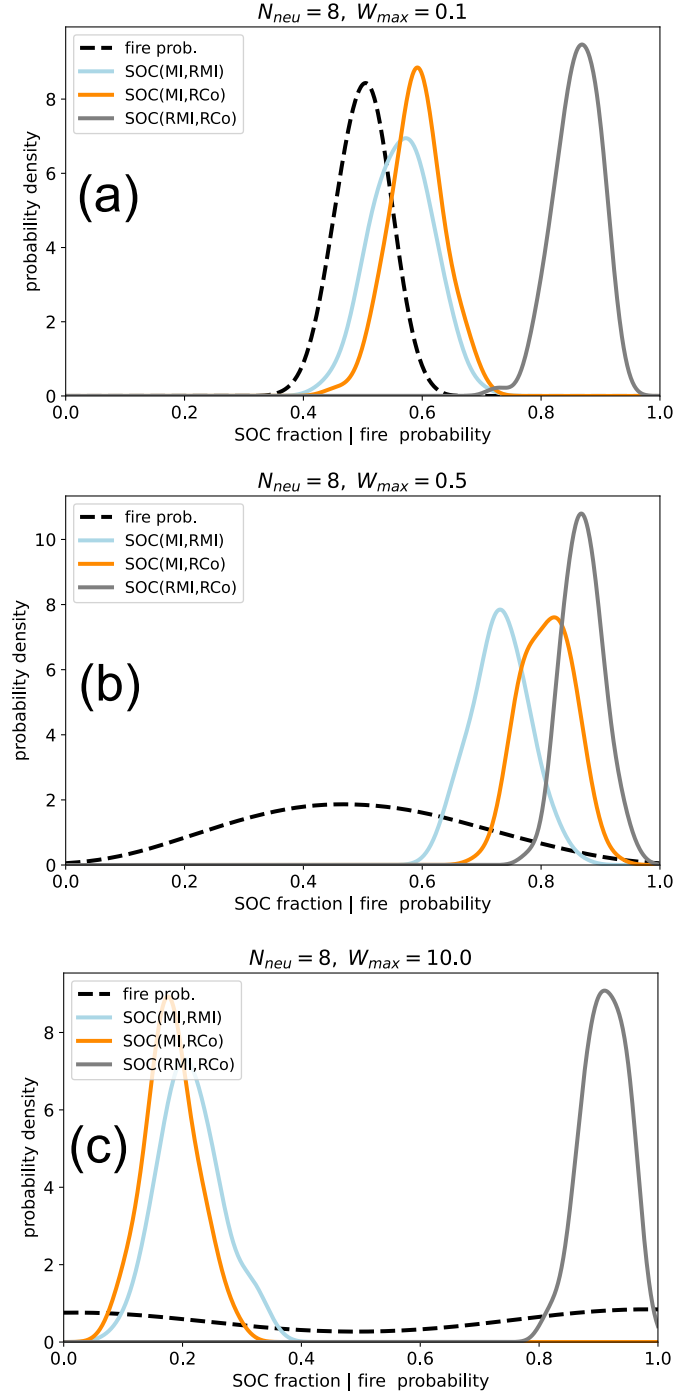 N_neu = 8, W_max = 0.1
fire prob.
SOC(MI,RMI)
SOC(MI,RCo)
SOC(RMI,RCo)
(a)
probability density
8
6
4
2
0
0.0 0.2 0.4 0.6 0.8 1.0
SOC fraction | fire probability
N_neu = 8, W_max = 0.5
fire prob.
SOC(MI,RMI)
SOC(MI,RCo)
SOC(RMI,RCo)
(b)
probability density
10
8
6
4
2
0
0.0 0.2 0.4 0.6 0.8 1.0
SOC fraction | fire probability
N_neu = 8, W_max = 10.0
fire prob.
SOC(MI,RMI)
SOC(MI,RCo)
SOC(RMI,RCo)
(c)
probability density
8
6
4
2
0
0.0 0.2 0.4 0.6 0.8 1.0
SOC fraction | fire probability